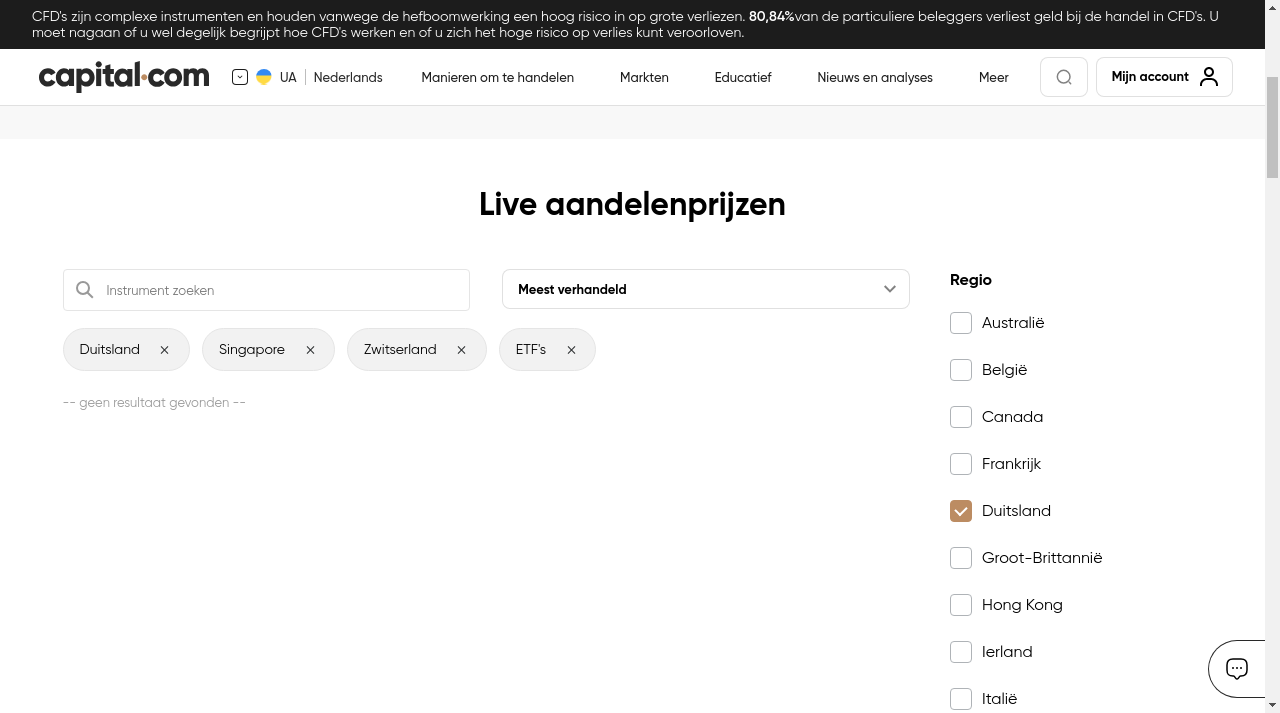 CFD's zijn complexe instrumenten en houden vanwege de hefboomwerking een hoog risico in op grote verliezen. 80,84%van de particuliere beleggers verliest geld bij de handel in CFD's. U
moet nagaan of u wel degelijk begrijpt hoe CFD's werken en of u zich het hoge risico op verlies kunt veroorloven.
capital.com
UA
Nederlands
Manieren om te handelen
Markten
Educatief
Nieuws en analyses
Meer
Mijn account
Live aandelenprijzen
Instrument zoeken
Meest verhandeld
Duitsland
Singapore
Zwitserland
ETF's
-- geen resultaat gevonden --
Regio
Australië
België
Canada
Frankrijk
Duitsland
Groot-Brittannië
Hong Kong
Ierland
Italië